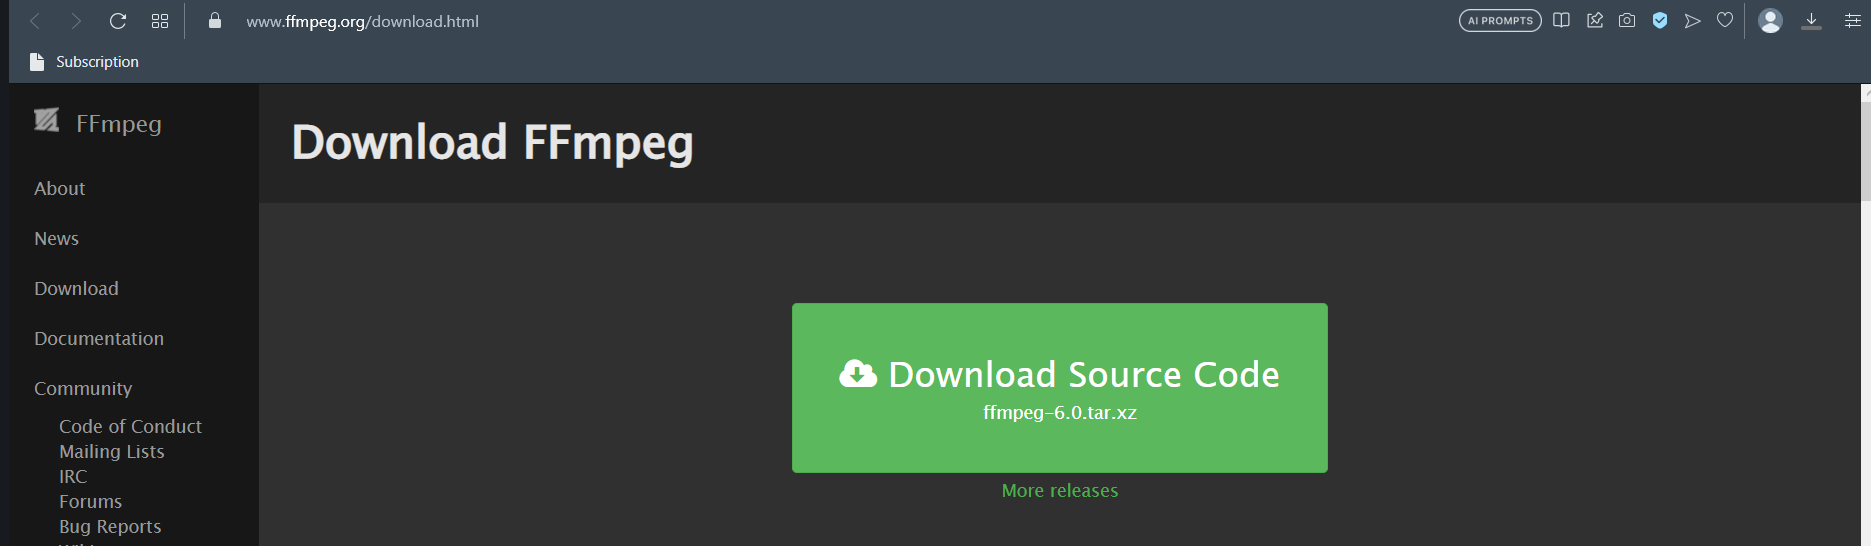 www.ffmpeg.org/download.html
AI PROMPTS
Subscription
FFmpeg
About
News
Download
Documentation
Community
Code of Conduct
Mailing Lists
IRC
Forums
Bug Reports
Download FFmpeg
Download Source Code
ffmpeg-6.0.tar.xz
More releases